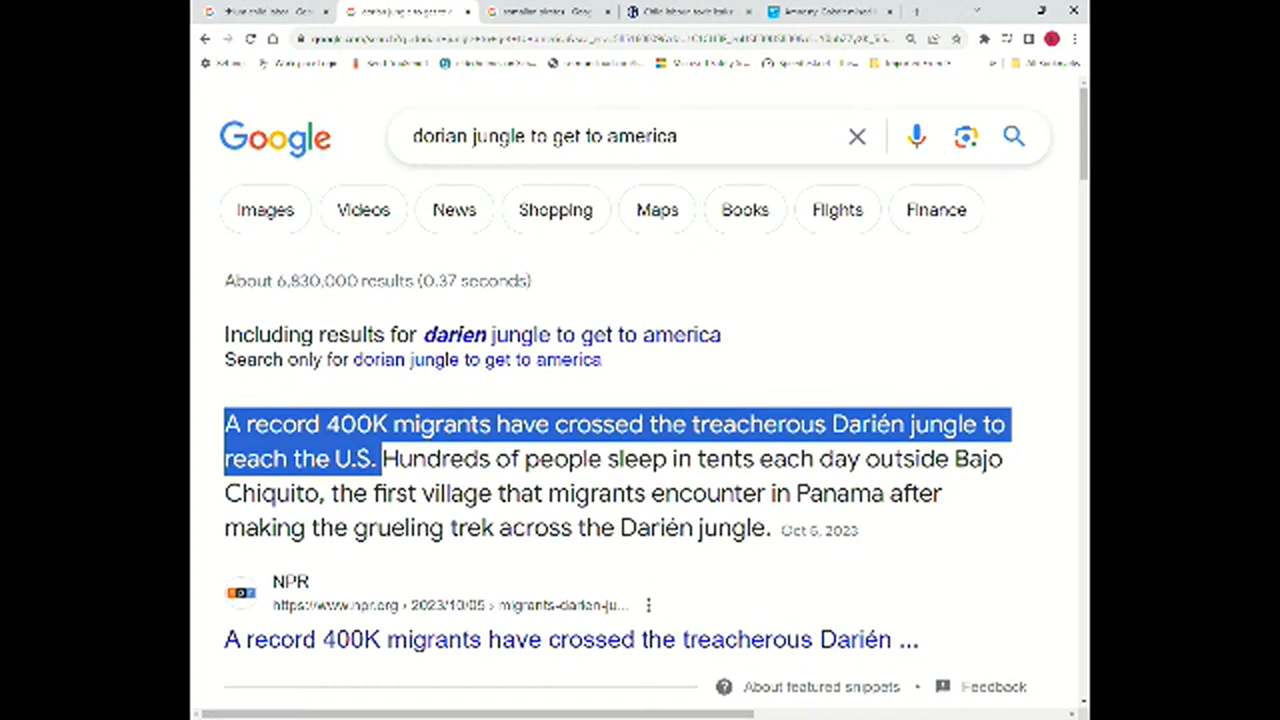 Google
dorian jungle to get to america
Images Videos News Shopping Maps Books Flights Finance
About 6,830,000 results (0.37 seconds)
Including results for darien jungle to get to america
Search only for dorian jungle to get to america
A record 400K migrants have crossed the treacherous Darién jungle to
reach the U.S. Hundreds of people sleep in tents each day outside Bajo
Chiquito, the first village that migrants encounter in Panama after
making the grueling trek across the Darién jungle. Oct 6, 2023
NPR
https://www.npr.org › 2023/10/05 › migrants-darien-ju...
A record 400K migrants have crossed the treacherous Darién ...
About featured snippets • Feedback